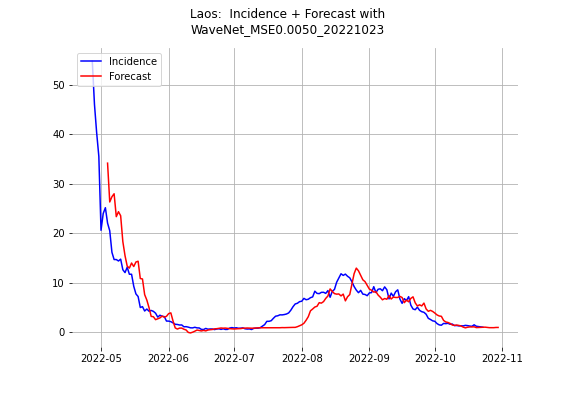 Laos:  Incidence + Forecast with
WaveNet_MSE0.0050_20221023
Incidence
Forecast
50
40
30
20
10
0
2022-05 2022-06 2022-07 2022-08 2022-09 2022-10 2022-11